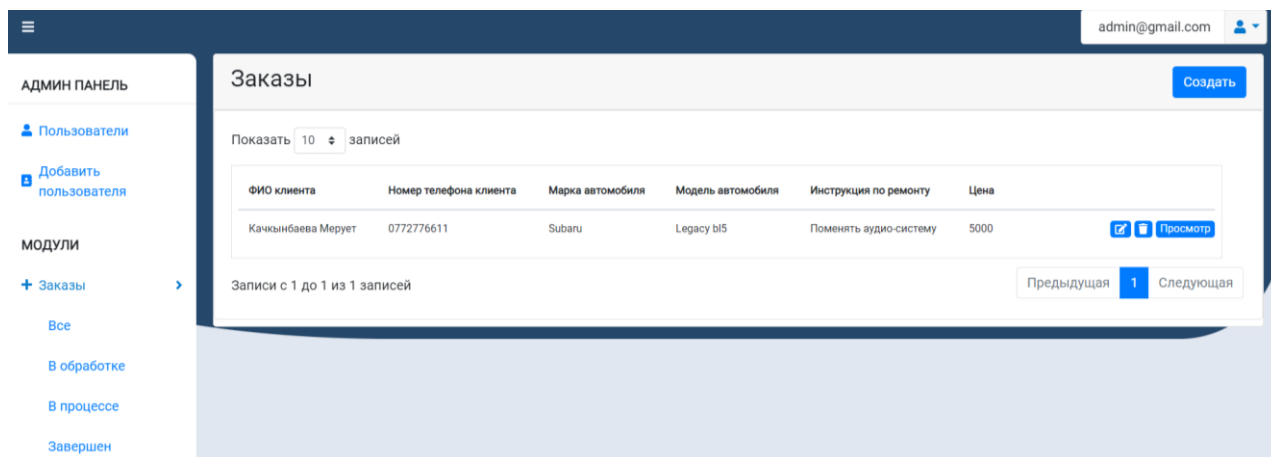 admin@gmail.com
АДМИН ПАНЕЛЬ
Пользователи
Добавить
пользователя
МОДУЛИ
Заказы
Все
В обработке
В процессе
Завершен
Заказы
Создать
Показать 10 записей
ФИО клиента Номер телефона клиента Марка автомобиля Модель автомобиля Инструкция по ремонту Цена
Качкынбаева Мерует 0772776611 Subaru Legacy bl5 Поменять аудио-систему 5000 Просмотр
Записи с 1 до 1 из 1 записей
Предыдущая 1 Следующая